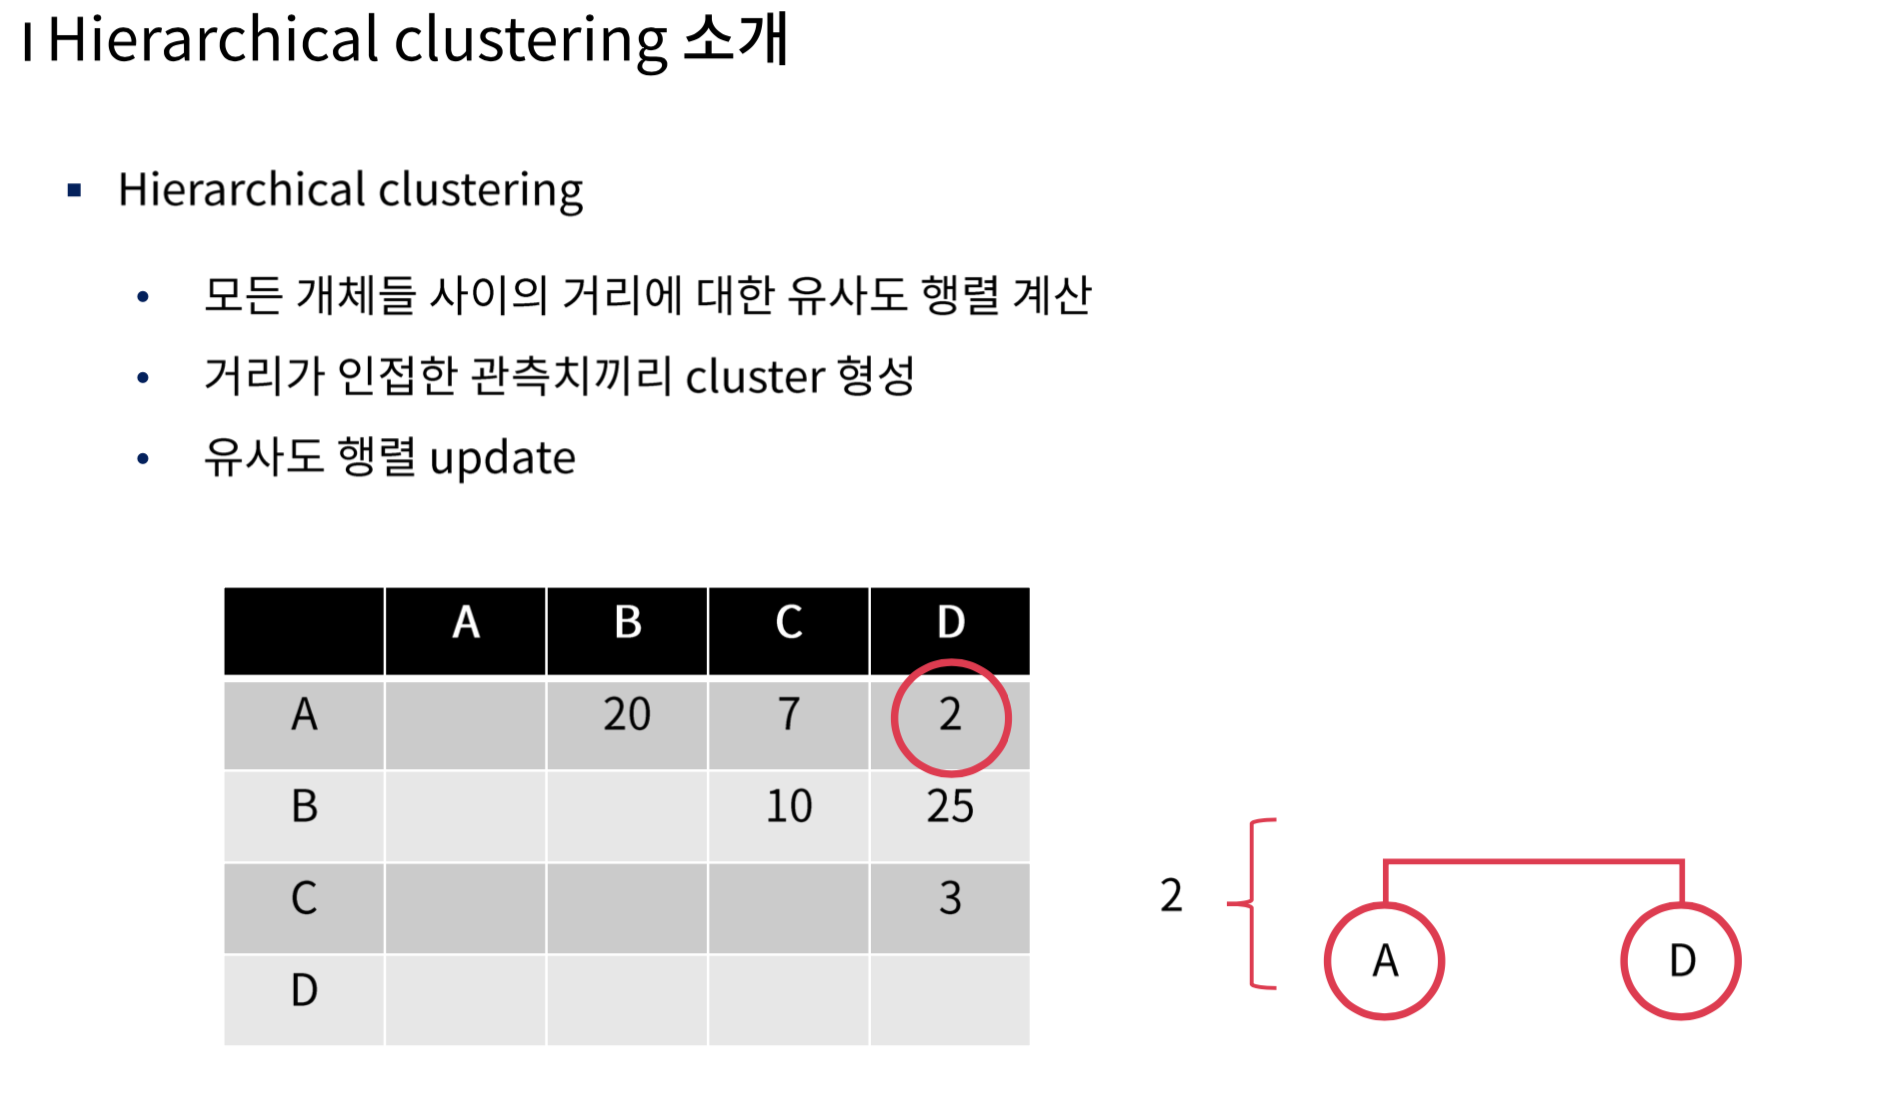 I Hierarchical clustering 소개
▪ Hierarchical clustering
• 모든 개체들 사이의 거리에 대한 유사도 행렬 계산
• 거리가 인접한 관측치끼리 cluster 형성
• 유사도 행렬 update
A B C D
A 20 7 2
B 10 25
C 3
D
2
A D